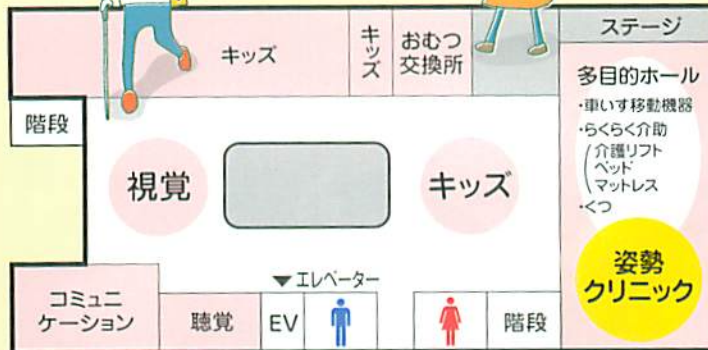 キッズ
キッズ
おむつ
交換所
ステージ
多目的ホール
・車いす移動機器
・らくらく介助
介護リフト
ベッド
マットレス
・くつ
姿勢
クリニック
階段
視覚
キッズ
▼エレベーター
コミュニ
ケーション
聴覚
EV
階段